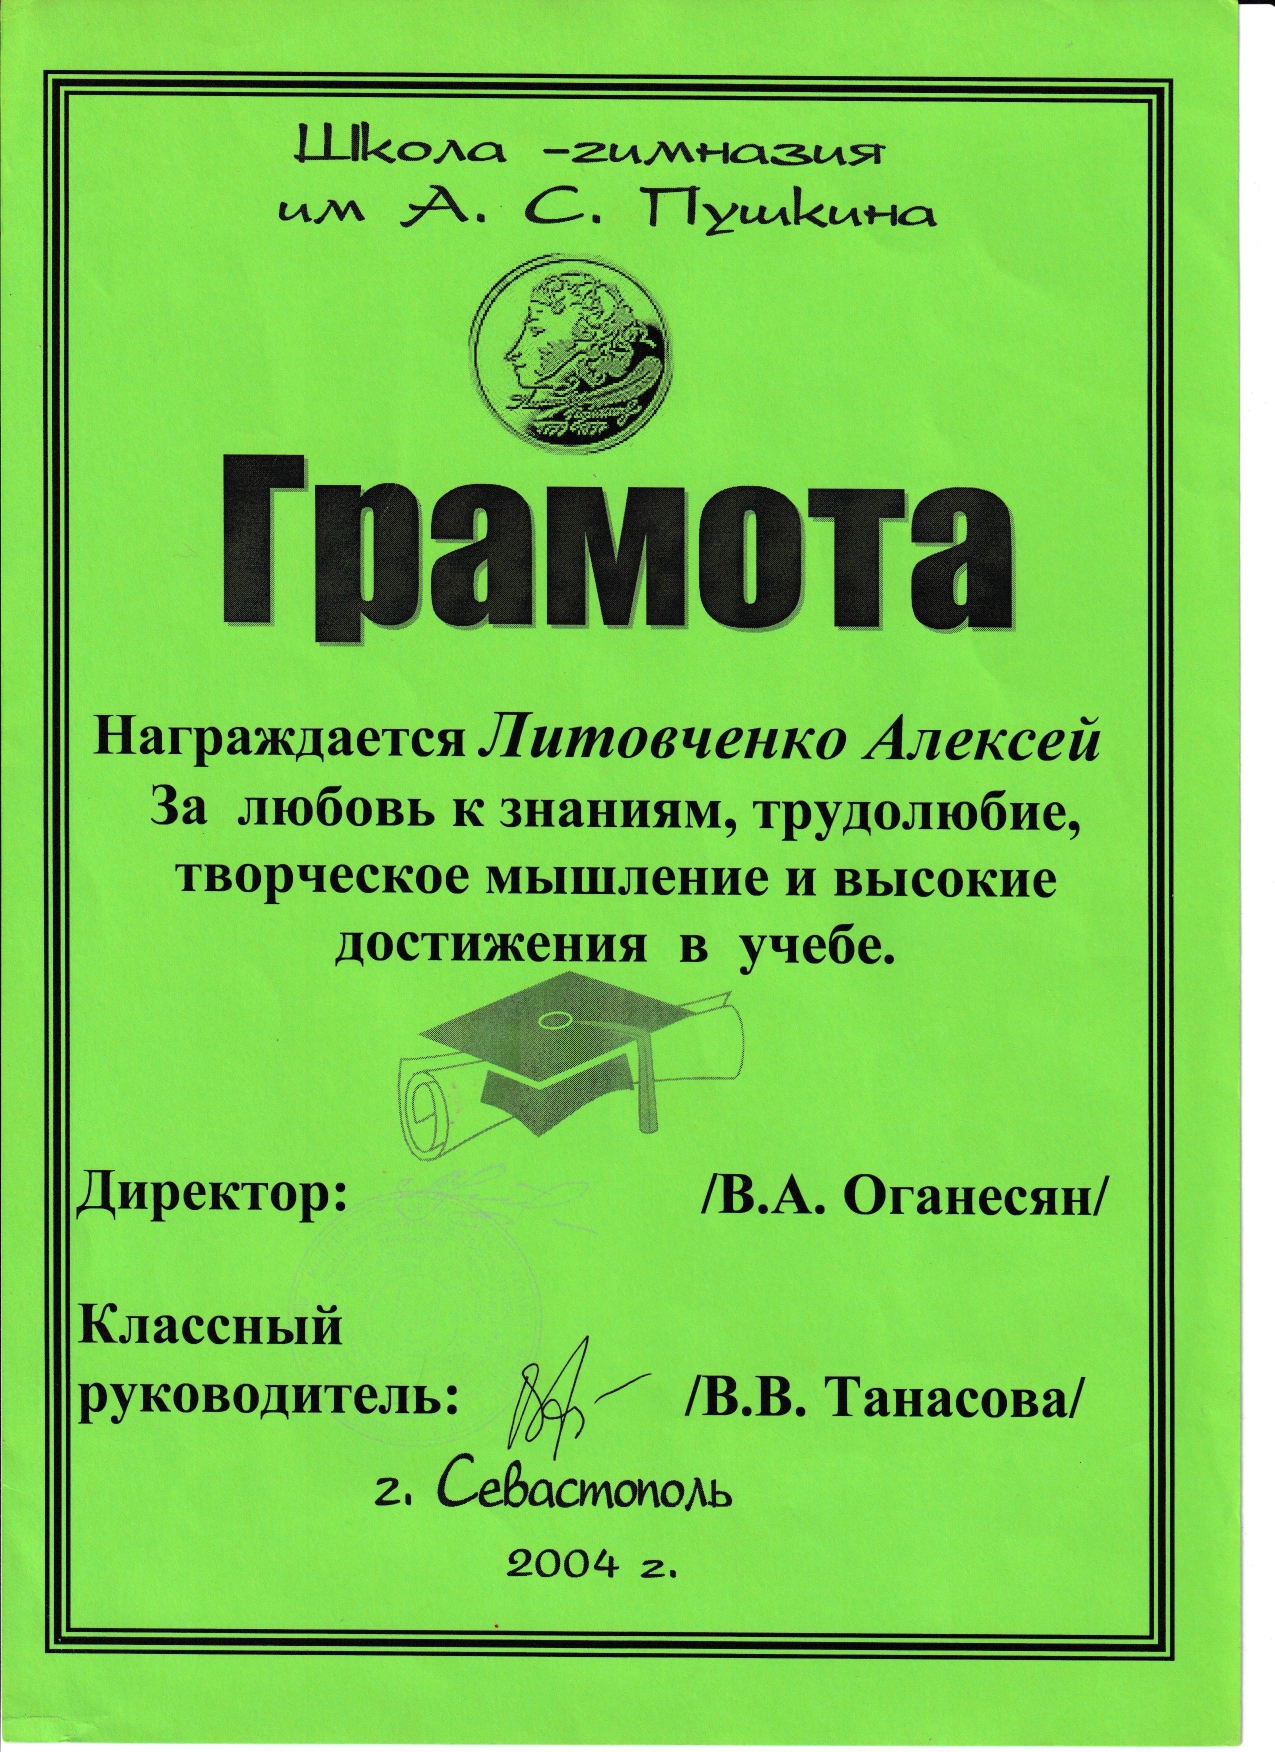 Школа -гимназия
им А. С. Пушкина
Грамота
Награждается Литовченко Алексей
За любовь к знаниям, трудолюбие,
творческое мышление и высокие
достижения в учебе.
Директор: /В.А. Оганесян/
Классный
руководитель: /В.В. Танасова/
г. Севастополь
2004 г.